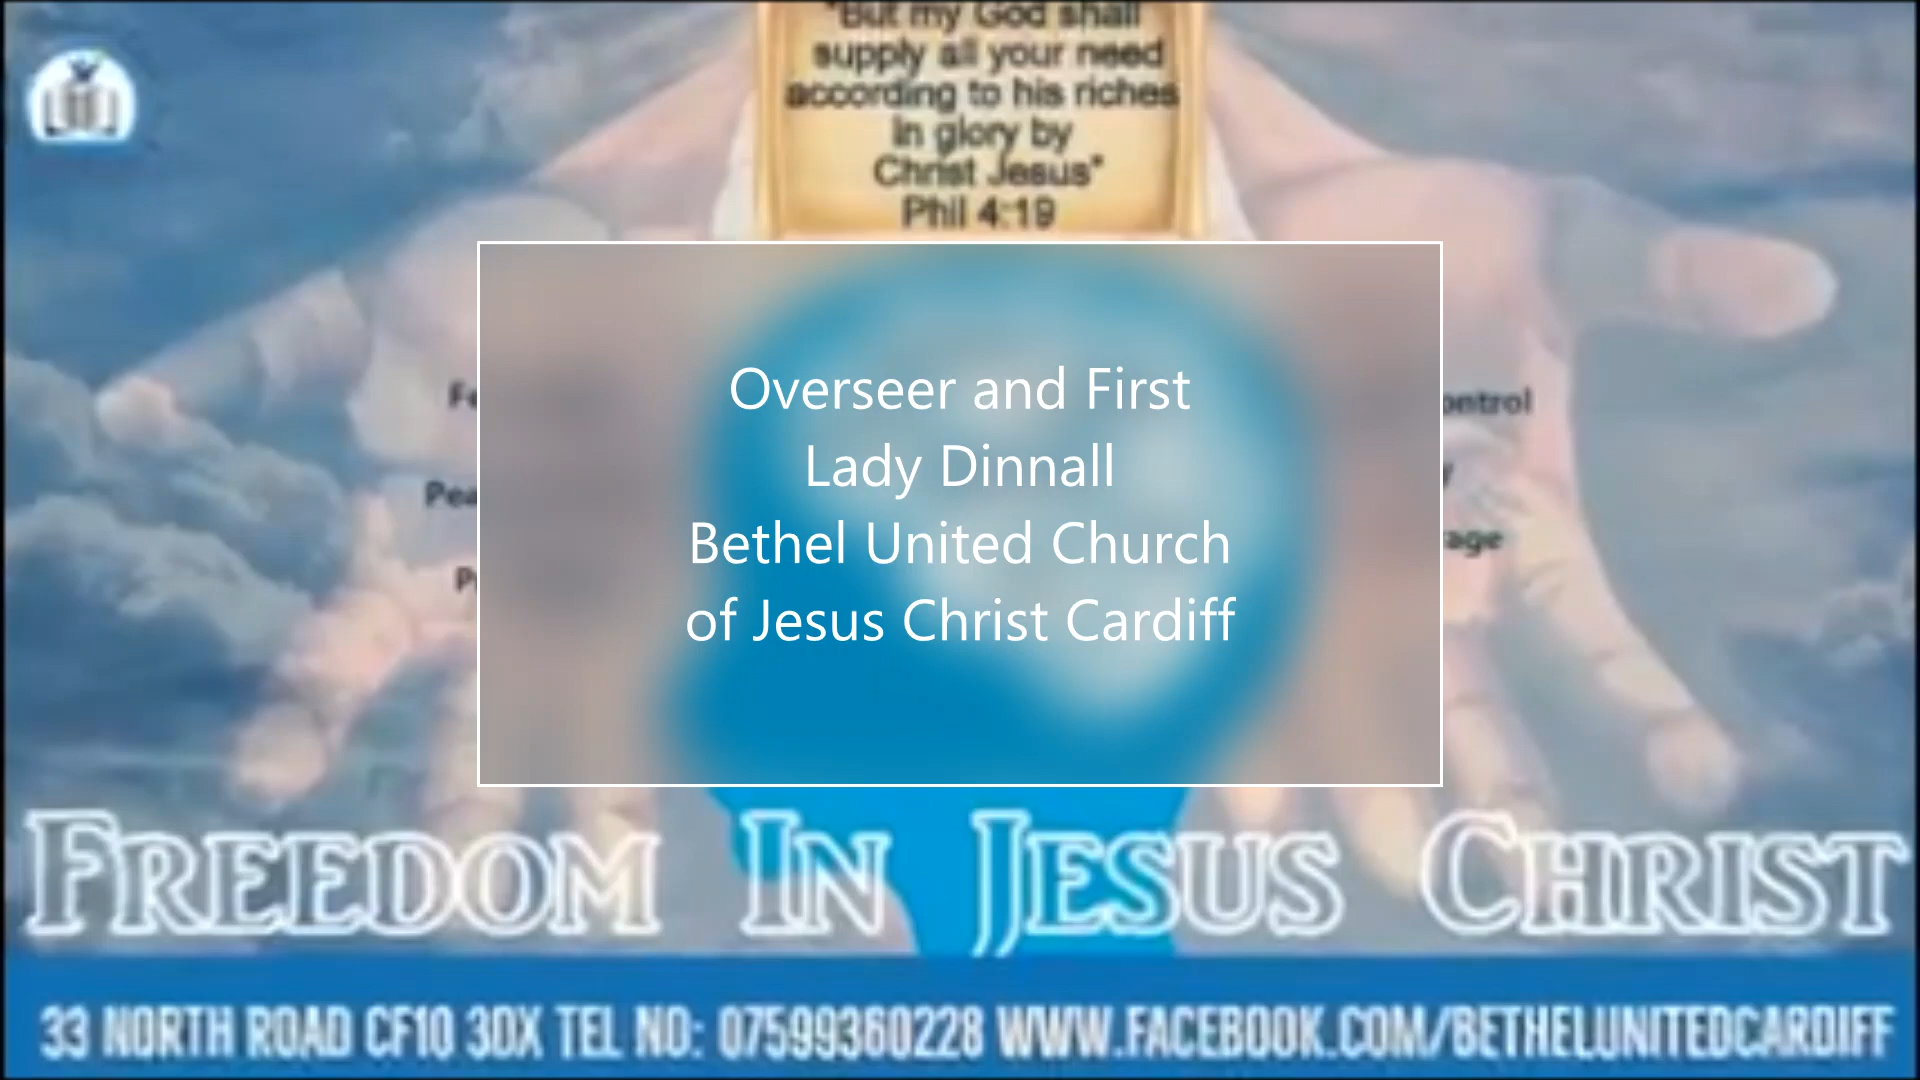 "But my God shall
supply all your need
according to his riches
in glory by
Christ Jesus"
Phil 4:19
Overseer and First
Lady Dinnall
Bethel United Church
of Jesus Christ Cardiff
FREEDOM IN JESUS CHRIST
33 NORTH ROAD CF10 3DX TEL NO: 07599360228 WWW.FACEBOOK.COM/BETHELUNITEDCARDIFF